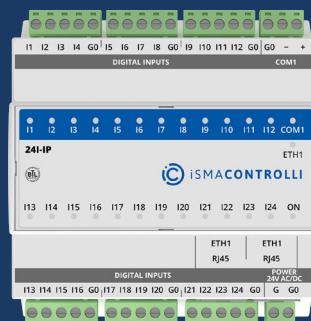 I1 I2 I3 I4 G0 I5 I6 I7 I8 G0 I9 I10 I11 I12 G0 G0 − +
DIGITAL INPUTS COM1
I1 I2 I3 I4 I5 I6 I7 I8 I9 I10 I11 I12 COM1
24I-IP
ETH1
BTL
iSMACONTROLLI
I13 I14 I15 I16 I17 I18 I19 I20 I21 I22 I23 I24 ON
ETH1 ETH1
RJ45 RJ45
DIGITAL INPUTS
POWER
24V AC/DC
I13 I14 I15 I16 G0 I17 I18 I19 I20 G0 I21 I22 I23 I24 G0 G G0